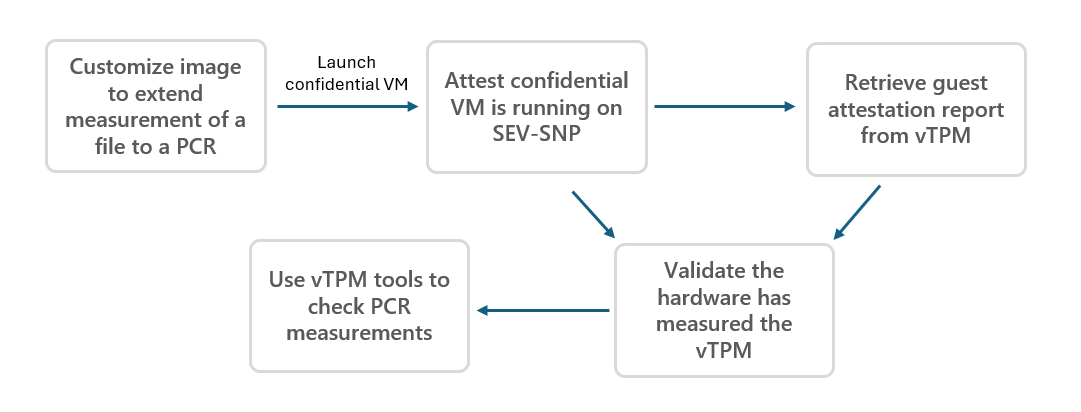 Customize image
to extend
measurement of a
file to a PCR
Launch
confidential VM
Attest confidential
VM is running on
SEV-SNP
Retrieve guest
attestation report
from vTPM
Use vTPM tools to
check PCR
measurements
Validate the
hardware has
measured the
vTPM